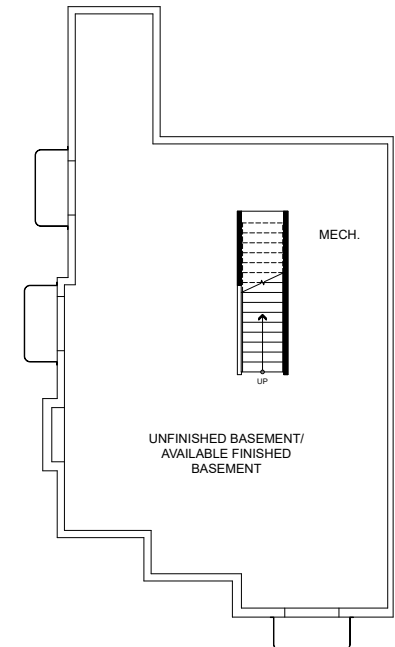 MECH.
UP
UNFINISHED BASEMENT/
AVAILABLE FINISHED
BASEMENT